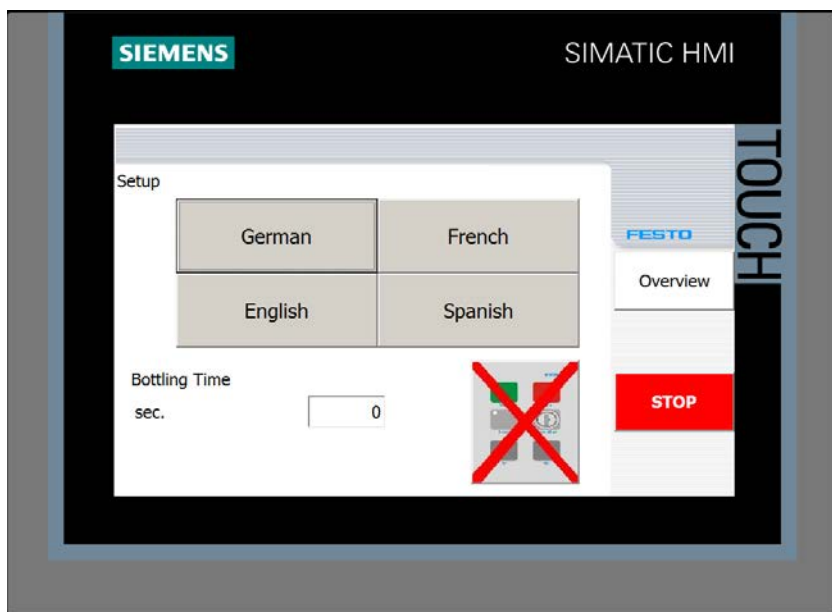 SIEMENS
SIMATIC HMI
TOUCH
Setup
German
French
English
Spanish
FESTO
Overview
Bottling Time
sec.
0
STOP